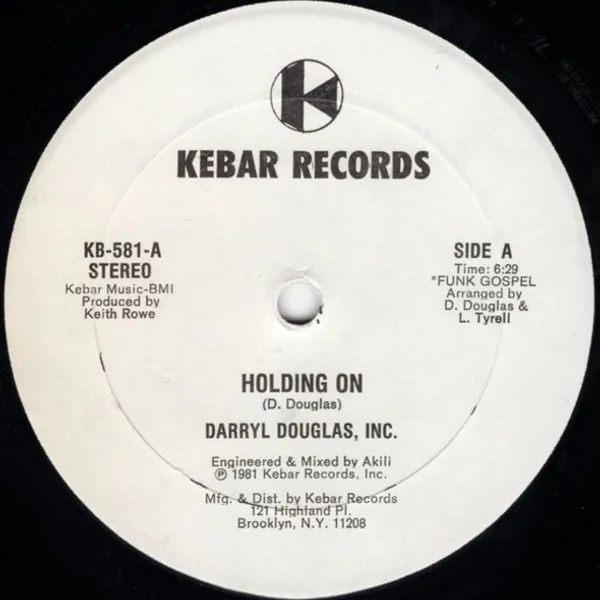 K
KEBAR RECORDS
KB-581-A
STEREO
Kebar Music-BMI
Produced by
Keith Rowe
SIDE A
Time: 6:29
*FUNK GOSPEL
Arranged by
D. Douglas &
L. Tyrell
HOLDING ON
(D. Douglas)
DARRYL DOUGLAS, INC.
Engineered & Mixed by Akili
℗ 1981 Kebar Records, Inc.
Mfg. & Dist. by Kebar Records
121 Highland Pl.
Brooklyn, N.Y. 11208